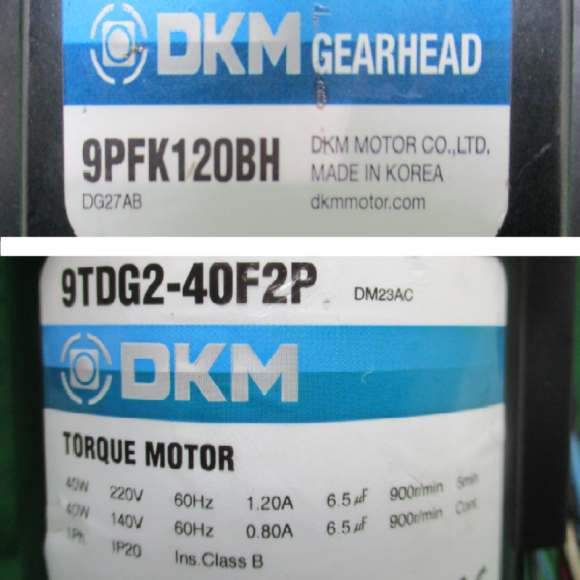 DKM GEARHEAD
9PFK120BH DKM MOTOR CO.,LTD.
MADE IN KOREA
DG27AB dkmmotor.com
9TDG2-40F2P DM23AC
DKM
TORQUE MOTOR
40W 220V 60Hz 1.20A 6.5㎌ 900r/min 5min
40W 140V 60Hz 0.80A 6.5㎌ 900r/min Cont.
1Ph IP20 Ins.Class B